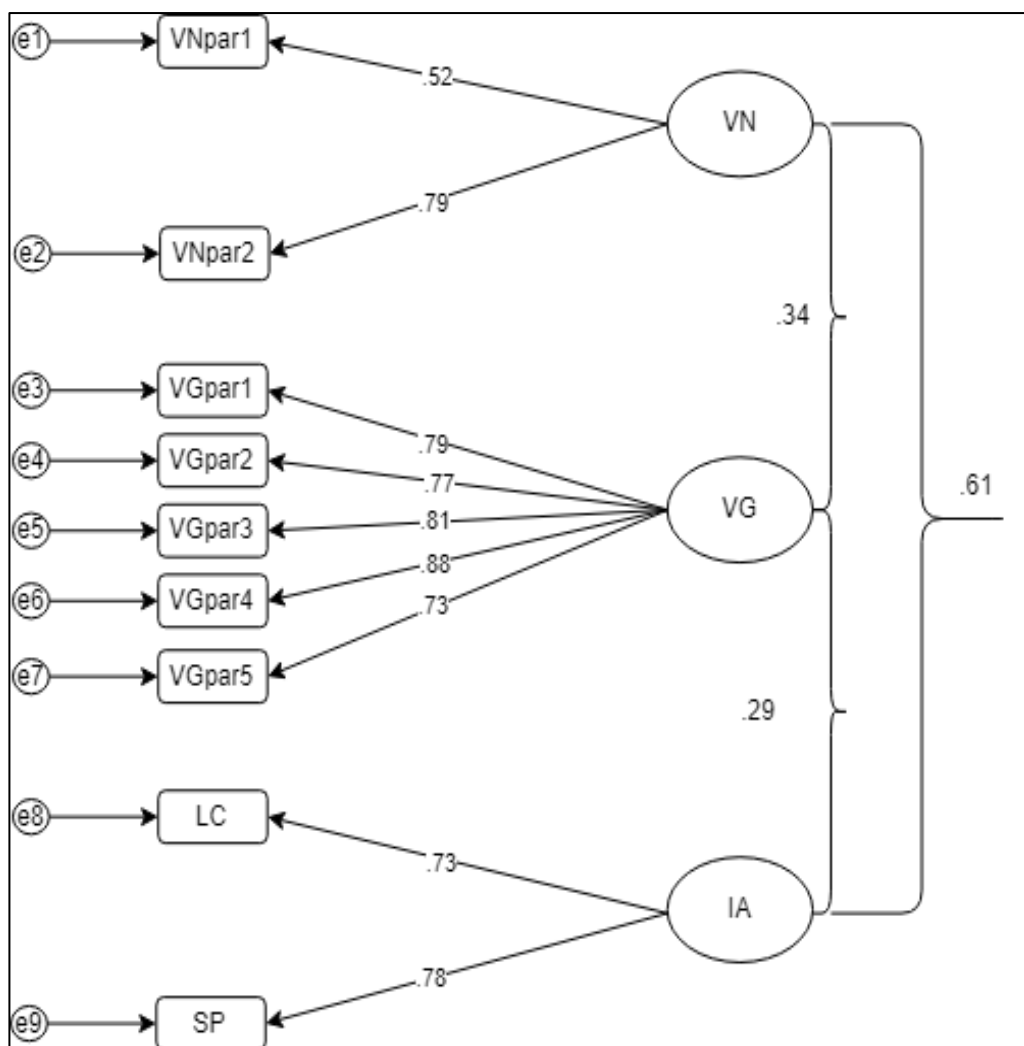 e1
VNpar1
.52
VN
.79
e2
VNpar2
.34
e3
VGpar1
.79
e4
VGpar2
.77
.61
e5
VGpar3
.81
VG
.88
e6
VGpar4
.73
e7
VGpar5
.29
e8
LC
.73
IA
.78
e9
SP